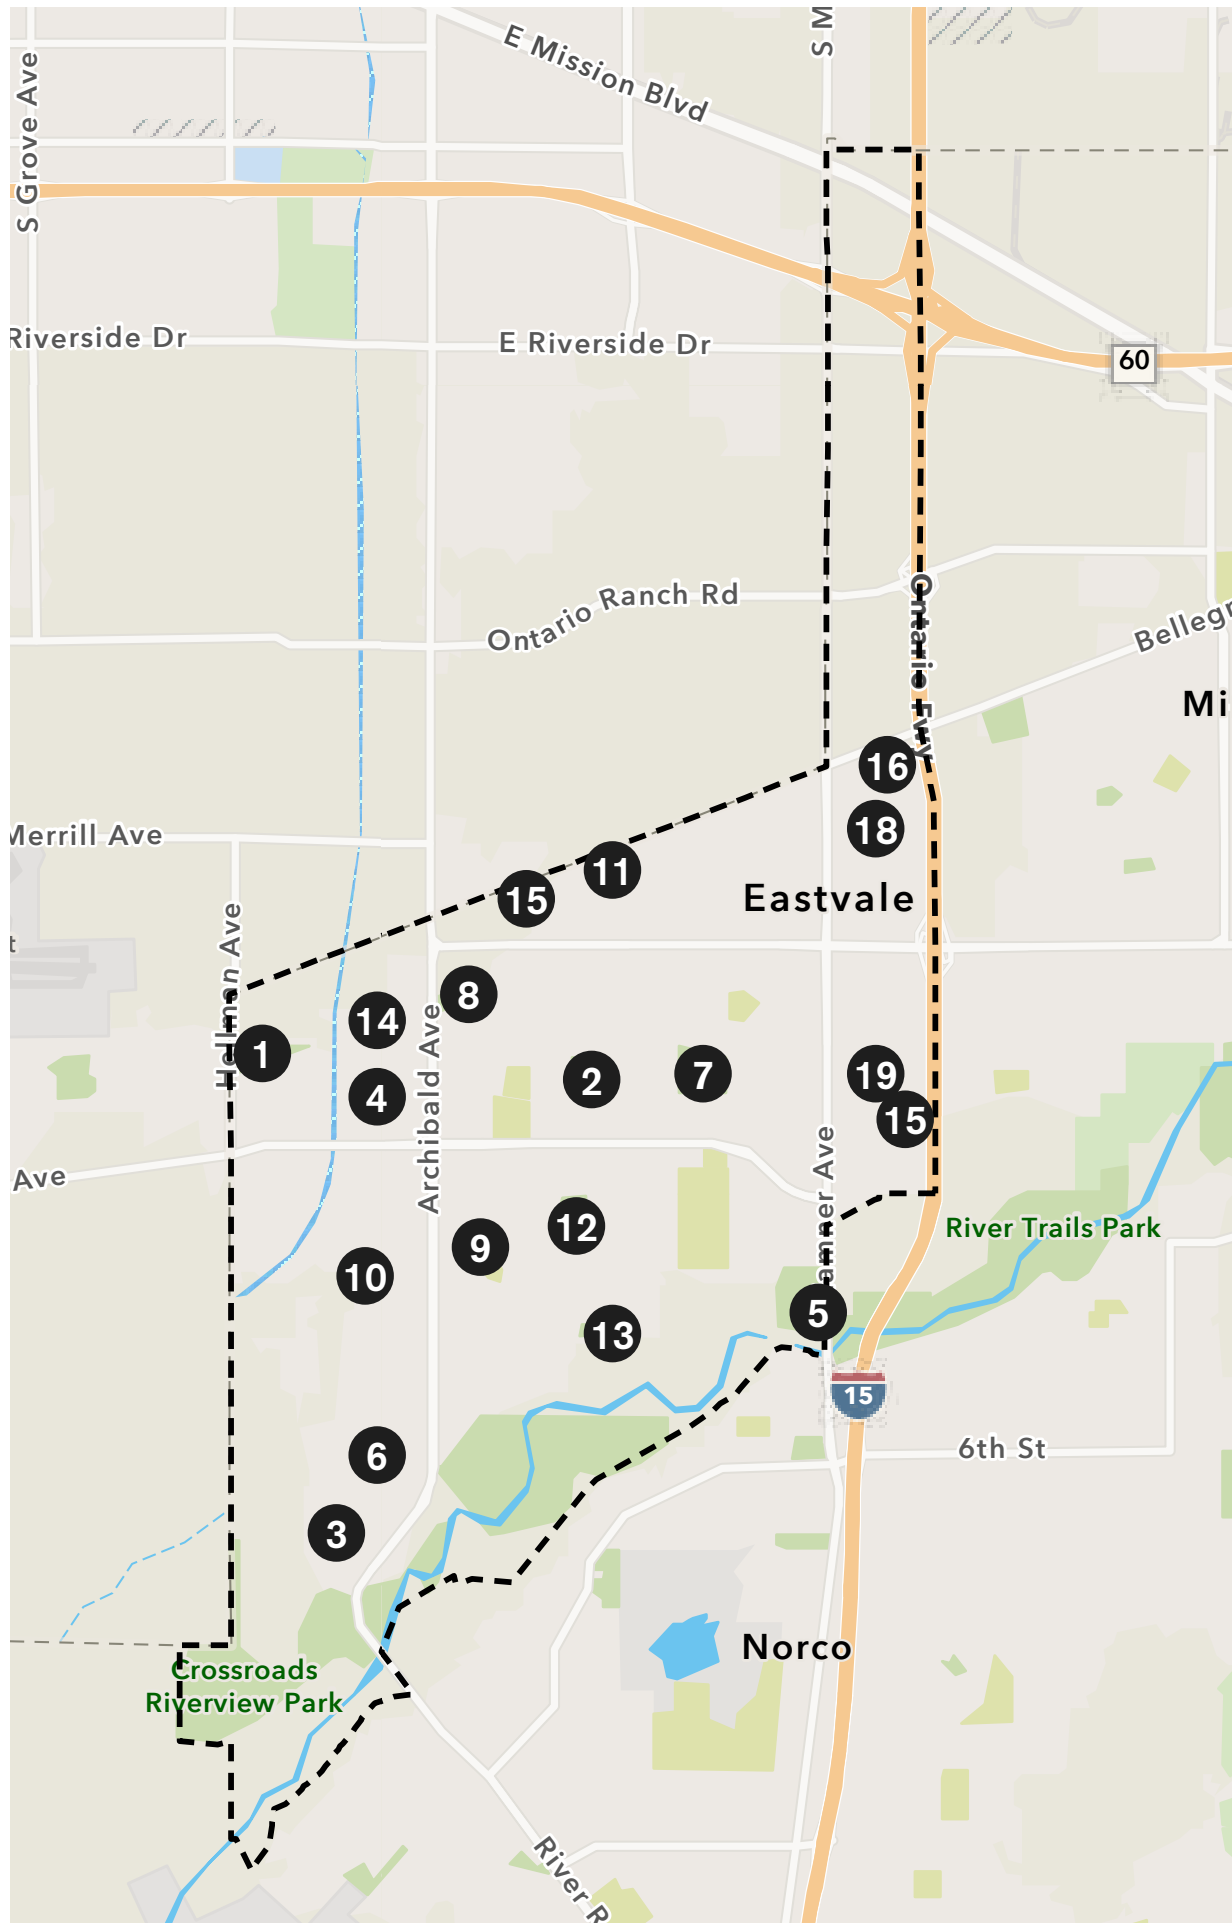 E Mission Blvd
S M
S Grove Ave
Riverside Dr
E Riverside Dr
60
Ontario Ranch Rd
Ontario Fwy
Bellegr
Mi
16
Merrill Ave
18
11
15
Eastvale
t
Hellman Ave
8
14
1
Archibald Ave
2
7
19
4
15
Ave
amner Ave
River Trails Park
12
9
10
5
13
15
6th St
6
3
Norco
Crossroads
Riverview Park
River R